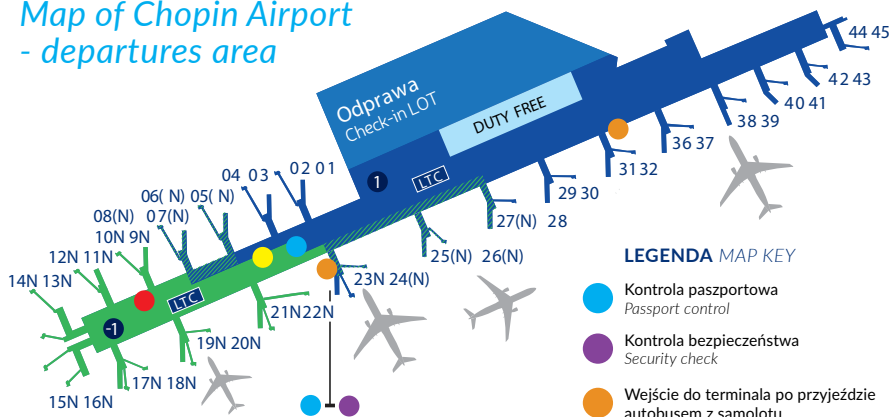 Map of Chopin Airport
- departures area
44 45
42 43
40 41
38 39
36 37
31 32
29 30
28
27(N)
26(N)
25(N)
23N 24(N)
21N22N
19N 20N
17N 18N
15N 16N
14N 13N
12N 11N
10N 9N
08(N)
07(N)
06( N)
05( N)
04 03
02 01
Odprawa
Check-in LOT
DUTY FREE
1
LTC
LTC
-1
LEGENDA MAP KEY
Kontrola paszportowa
Passport control
Kontrola bezpieczeństwa
Security check
Wejście do terminala po przyjeździe
autobusem z samolotu